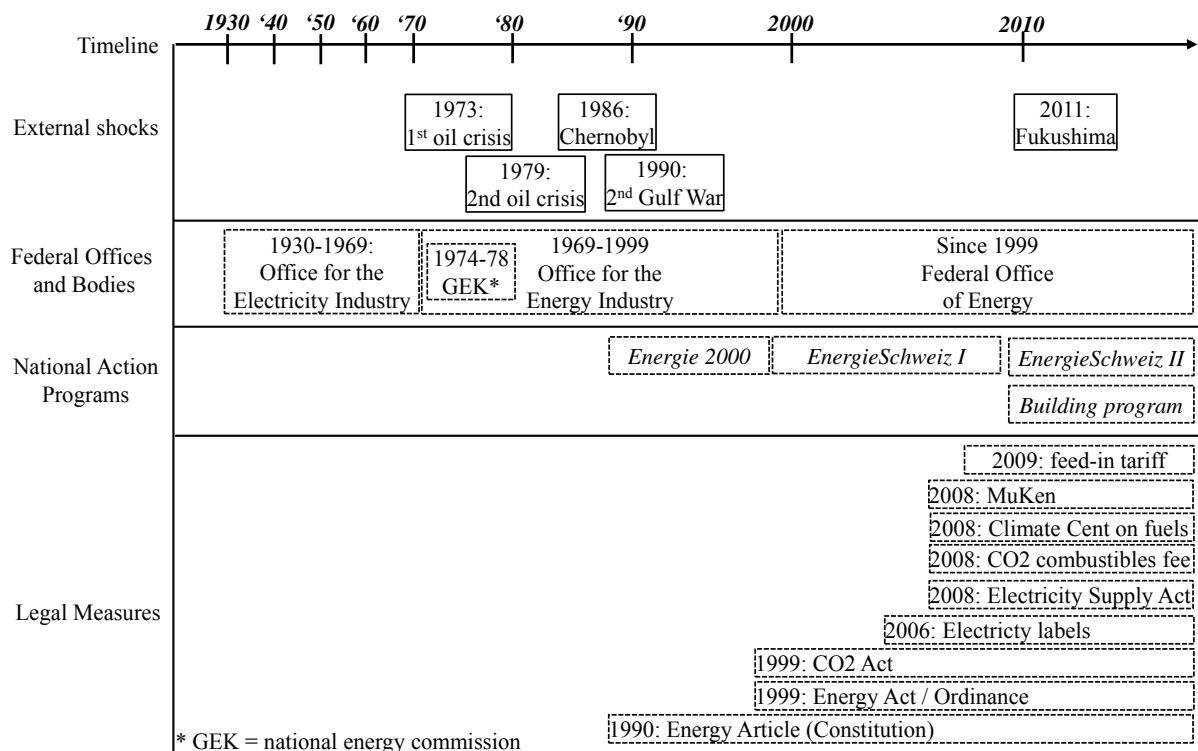 1930 ‘40 ‘50 ‘60 ‘70 ‘80 ‘90 2000 2010
Timeline
External shocks
1973:
1st oil crisis
1986:
Chernobyl
2011:
Fukushima
1979:
2nd oil crisis
1990:
2nd Gulf War
Federal Offices
and Bodies
1930-1969:
Office for the
Electricity Industry
1974-78
GEK*
1969-1999
Office for the
Energy Industry
Since 1999
Federal Office
of Energy
National Action
Programs
Energie 2000
EnergieSchweiz I
EnergieSchweiz II
Building program
Legal Measures
2009: feed-in tariff
2008: MuKen
2008: Climate Cent on fuels
2008: CO2 combustibles fee
2008: Electricity Supply Act
2006: Electricty labels
1999: CO2 Act
1999: Energy Act / Ordinance
1990: Energy Article (Constitution)
* GEK = national energy commission